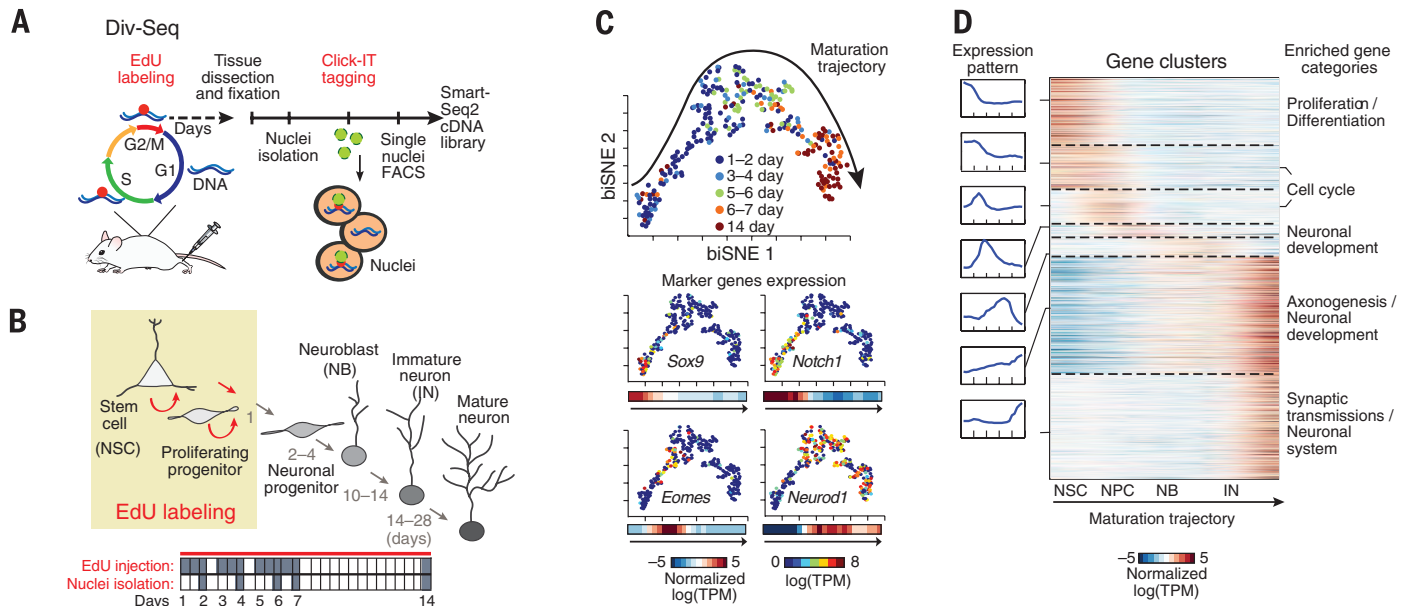 A
Div-Seq
EdU
labeling
Tissue
dissection
and fixation
Click-IT
tagging
Smart-
Seq2
cDNA
library
Days
Nuclei
isolation
Single
nuclei
FACS
G2/M
S
G1
DNA
Nuclei
B
Stem
cell
(NSC)
Proliferating
progenitor
EdU labeling
1
2–4
Neuronal
progenitor
Neuroblast
(NB)
10–14
Immature
neuron
(IN)
14–28
(days)
Mature
neuron
EdU injection:
Nuclei isolation:
Days 1 2 3 4 5 6 7 14
C
Maturation
trajectory
biSNE 2
1–2 day
3–4 day
5–6 day
6–7 day
14 day
biSNE 1
Marker genes expression
Sox9
Notch1
Eomes
Neurod1
–5 5
Normalized
log(TPM)
0 8
log(TPM)
D
Expression
pattern
Gene clusters
Enriched gene
categories
Proliferation /
Differentiation
Cell cycle
Neuronal
development
Axonogenesis /
Neuronal
development
Synaptic
transmissions /
Neuronal
system
NSC NPC NB IN
Maturation trajectory
–5 5
Normalized
log(TPM)